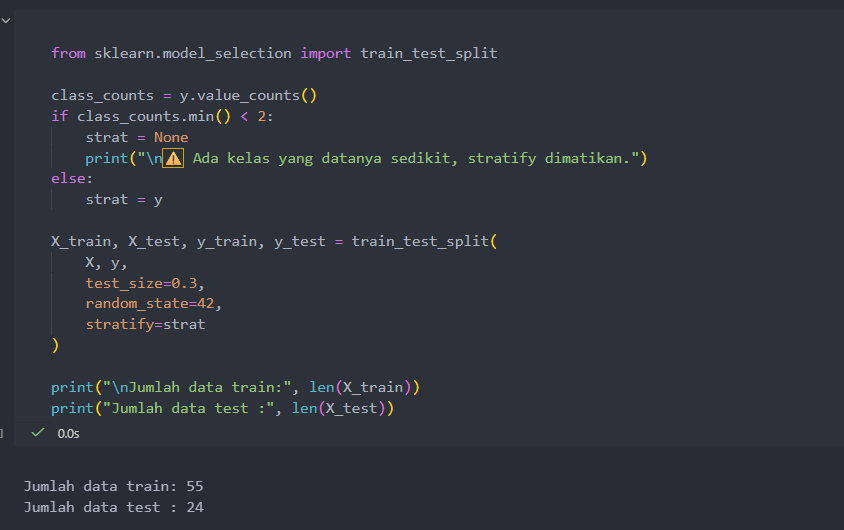 from sklearn.model_selection import train_test_split
class_counts = y.value_counts()
if class_counts.min() < 2:
    strat = None
    print("\n⚠️ Ada kelas yang datanya sedikit, stratify dimatikan.")
else:
    strat = y
X_train, X_test, y_train, y_test = train_test_split(
    X, y,
    test_size=0.3,
    random_state=42,
    stratify=strat
)
print("\nJumlah data train:", len(X_train))
print("Jumlah data test :", len(X_test))
] ✓ 0.0s
Jumlah data train: 55
Jumlah data test : 24